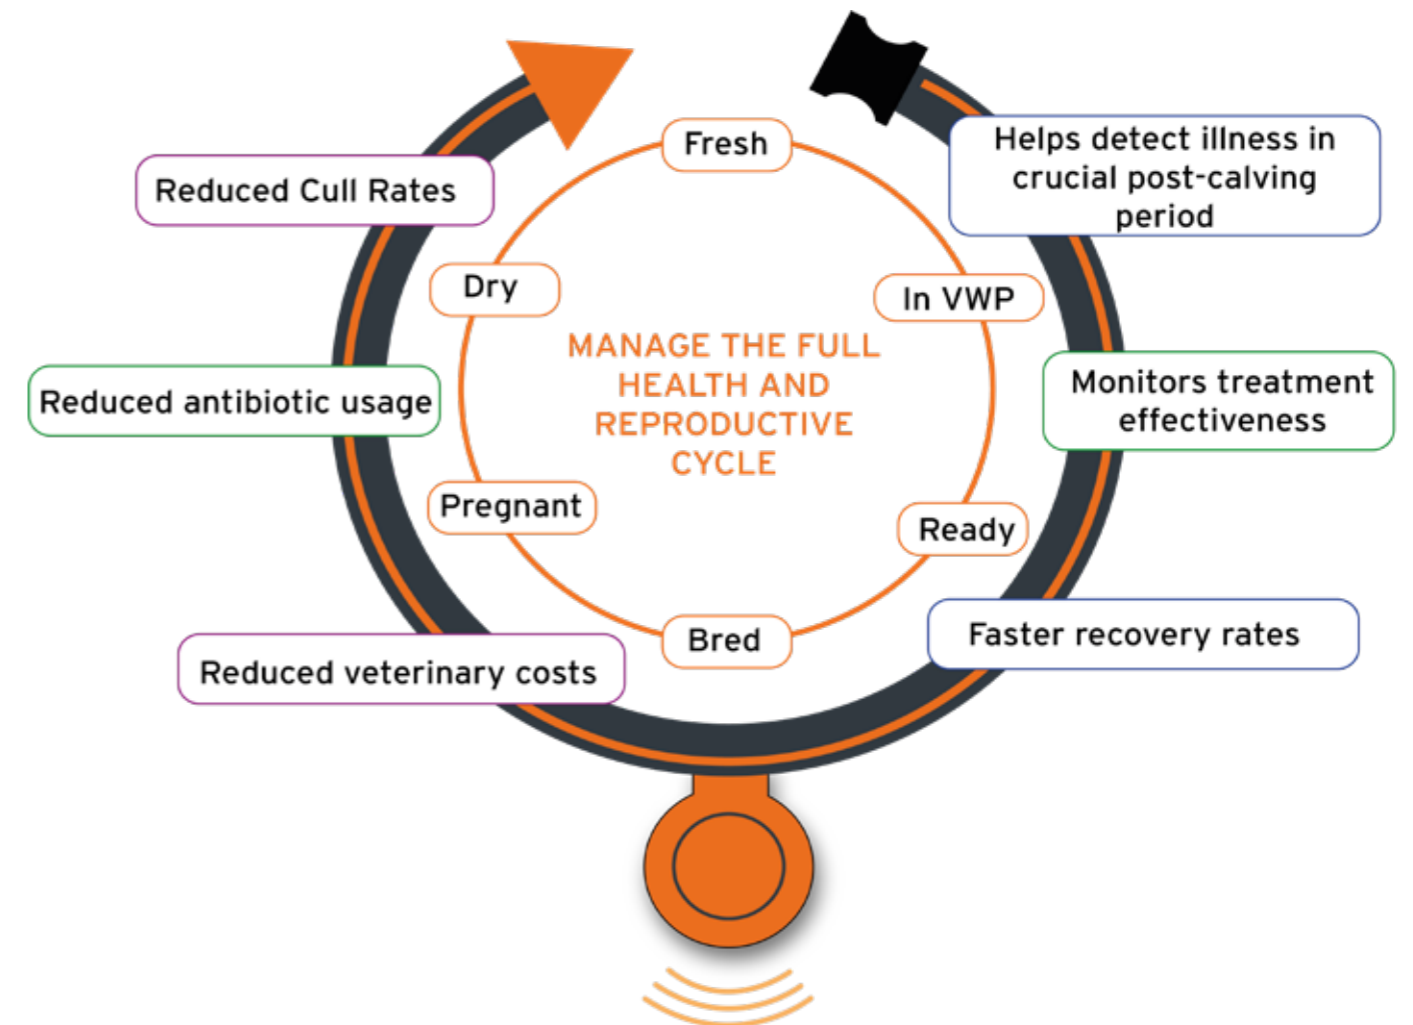 Fresh
Helps detect illness in
crucial post-calving
period
Reduced Cull Rates
Dry
In VWP
MANAGE THE FULL
HEALTH AND
REPRODUCTIVE
CYCLE
Reduced antibiotic usage
Monitors treatment
effectiveness
Pregnant
Ready
Bred
Faster recovery rates
Reduced veterinary costs